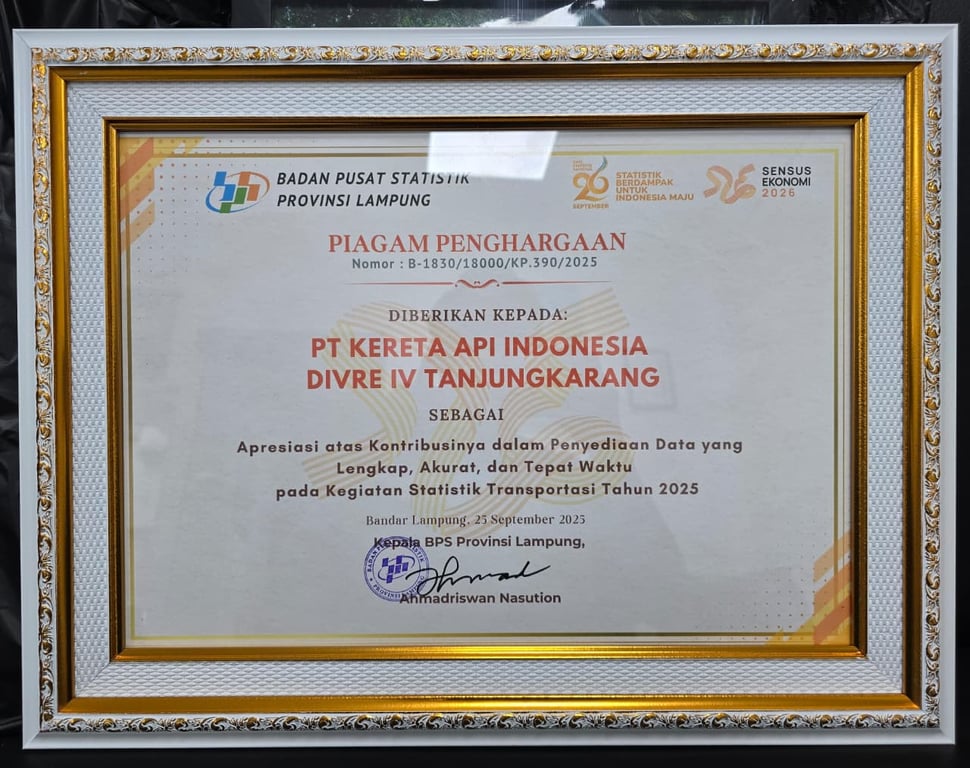 BADAN PUSAT STATISTIK
PROVINSI LAMPUNG
26
SEPTEMBER
STATISTIK
BERDAMPAK
UNTUK
INDONESIA MAJU
SENSUS
EKONOMI
2026
PIAGAM PENGHARGAAN
Nomor : B-1830/18000/KP.390/2025
DIBERIKAN KEPADA:
PT KERETA API INDONESIA
DIVRE IV TANJUNGKARANG
SEBAGAI
Apresiasi atas Kontribusinya dalam Penyediaan Data yang
Lengkap, Akurat, dan Tepat Waktu
pada Kegiatan Statistik Transportasi Tahun 2025
Bandar Lampung, 25 September 2025
Kepala BPS Provinsi Lampung,
Ahmadriswan Nasution